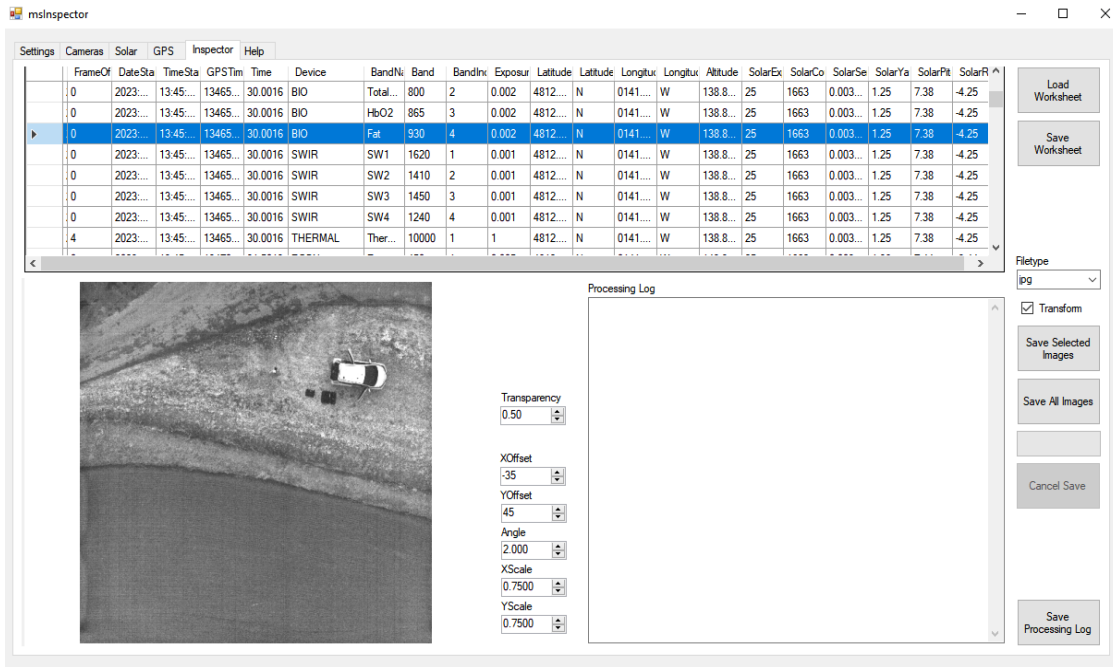 msInspector
Settings Cameras Solar GPS Inspector Help
FrameOf DateSta TimeSta GPSTim Time Device BandNa Band BandInc Exposur Latitude Latitude Longituc Longituc Altitude SolarEx SolarCo SolarSe SolarYa SolarPit SolarR
0 2023:... 13:45:... 13465... 30.0016 BIO Total... 800 2 0.002 4812.... N 0141.... W 138.8... 25 1663 0.003... 1.25 7.38 -4.25
0 2023:... 13:45:... 13465... 30.0016 BIO HbO2 865 3 0.002 4812.... N 0141.... W 138.8... 25 1663 0.003... 1.25 7.38 -4.25
0 2023:... 13:45:... 13465... 30.0016 BIO Fat 930 4 0.002 4812.... N 0141.... W 138.8... 25 1663 0.003... 1.25 7.38 -4.25
0 2023:... 13:45:... 13465... 30.0016 SWIR SW1 1620 1 0.001 4812.... N 0141.... W 138.8... 25 1663 0.003... 1.25 7.38 -4.25
0 2023:... 13:45:... 13465... 30.0016 SWIR SW2 1410 2 0.001 4812.... N 0141.... W 138.8... 25 1663 0.003... 1.25 7.38 -4.25
0 2023:... 13:45:... 13465... 30.0016 SWIR SW3 1450 3 0.001 4812.... N 0141.... W 138.8... 25 1663 0.003... 1.25 7.38 -4.25
0 2023:... 13:45:... 13465... 30.0016 SWIR SW4 1240 4 0.001 4812.... N 0141.... W 138.8... 25 1663 0.003... 1.25 7.38 -4.25
4 2023:... 13:45:... 13465... 30.0016 THERMAL Ther... 10000 1 1 4812.... N 0141.... W 138.8... 25 1663 0.003... 1.25 7.38 -4.25
Load
Worksheet
Save
Worksheet
Filetype
jpg
Transform
Save Selected
Images
Save All Images
Cancel Save
Save
Processing Log
Processing Log
Transparency
0.50
XOffset
-35
YOffset
45
Angle
2.000
XScale
0.7500
YScale
0.7500